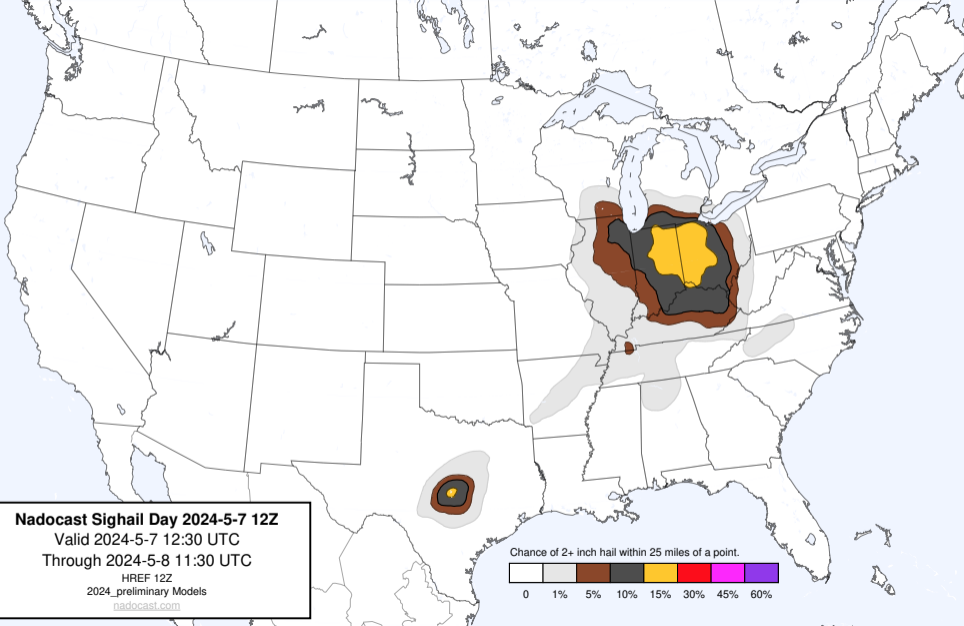 Nadocast Sighail Day 2024-5-7 12Z
Valid 2024-5-7 12:30 UTC
Through 2024-5-8 11:30 UTC
HREF 12Z
2024_preliminary Models
nadocast.com
Chance of 2+ inch hail within 25 miles of a point.
0 1% 5% 10% 15% 30% 45% 60%